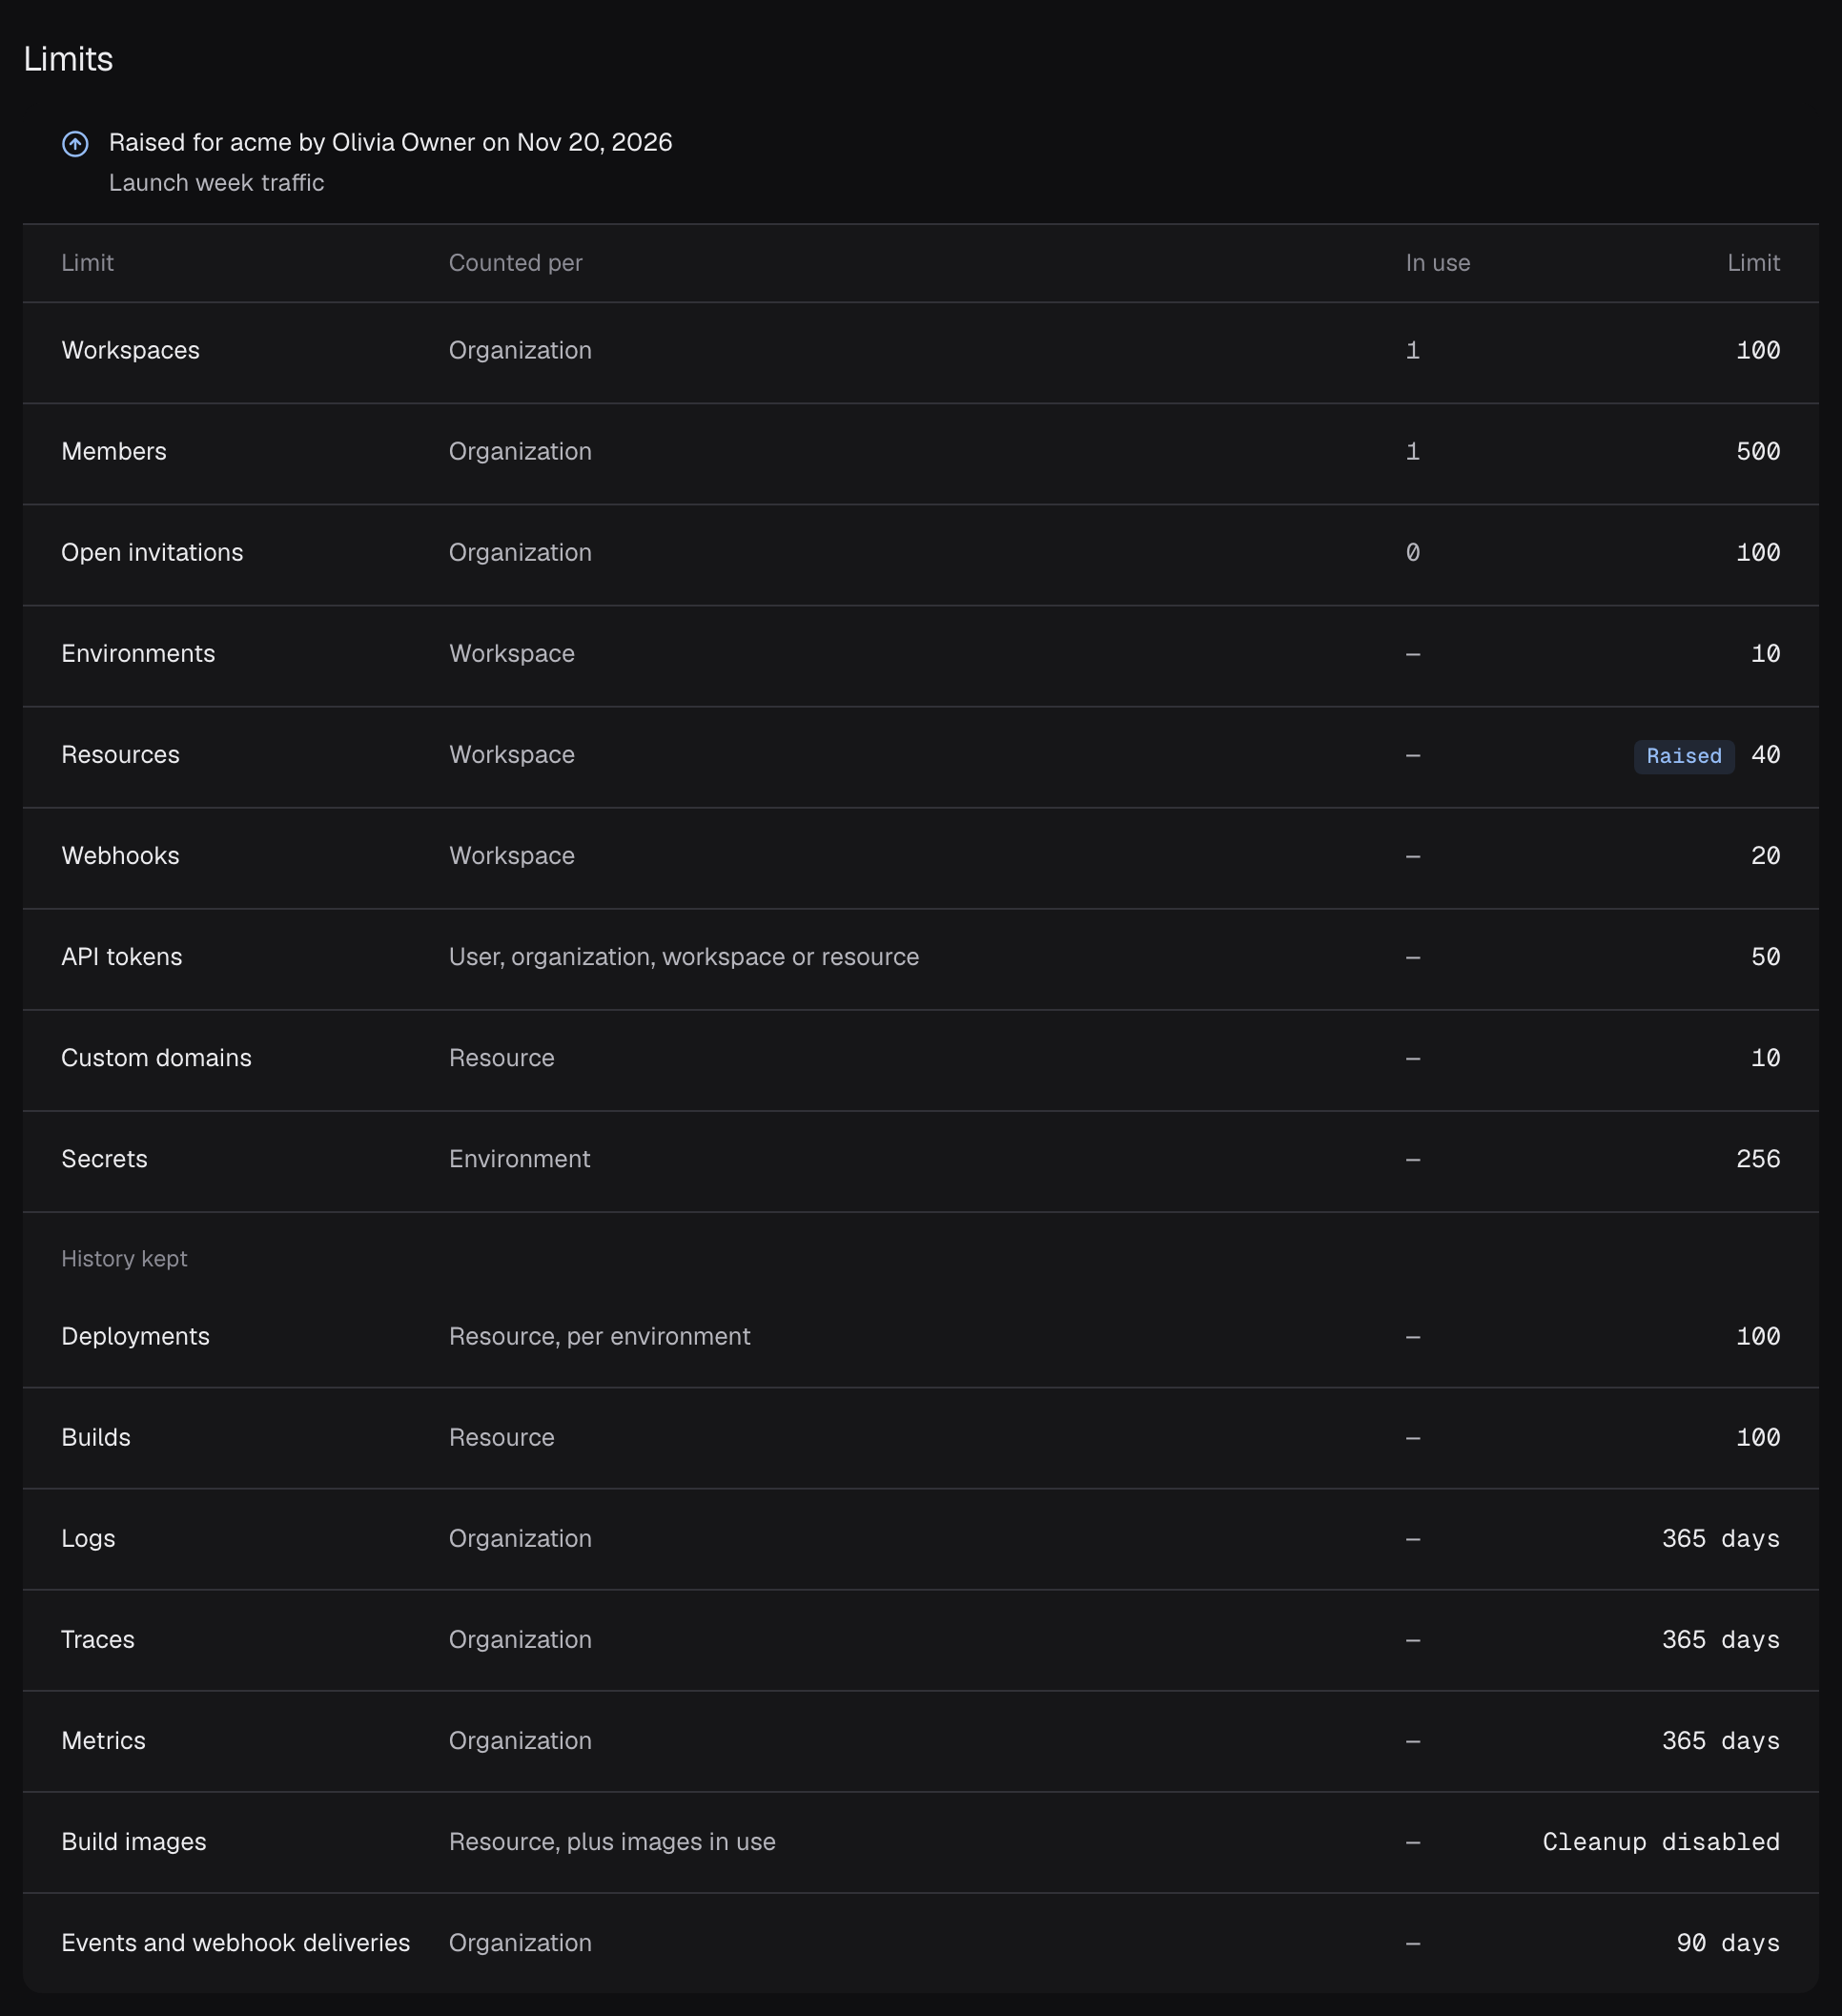 Limits
Raised for acme by Olivia Owner on Nov 20, 2026
Launch week traffic
Limit Counted per In use Limit
Workspaces Organization 1 100
Members Organization 1 500
Open invitations Organization 0 100
Environments Workspace – 10
Resources Workspace – Raised 40
Webhooks Workspace – 20
API tokens User, organization, workspace or resource – 50
Custom domains Resource – 10
Secrets Environment – 256
History kept
Deployments Resource, per environment – 100
Builds Resource – 100
Logs Organization – 365 days
Traces Organization – 365 days
Metrics Organization – 365 days
Build images Resource, plus images in use – Cleanup disabled
Events and webhook deliveries Organization – 90 days